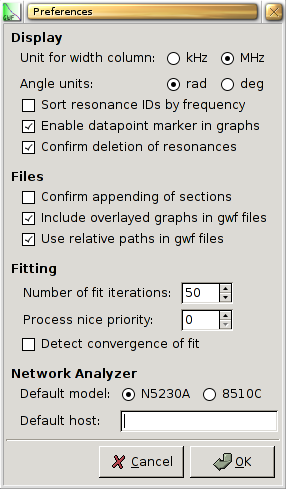 Preferences
Display
Unit for width column: kHz MHz
Angle units: rad deg
Sort resonance IDs by frequency
Enable datapoint marker in graphs
Confirm deletion of resonances
Files
Confirm appending of sections
Include overlayed graphs in gwf files
Use relative paths in gwf files
Fitting
Number of fit iterations: 50
Process nice priority: 0
Detect convergence of fit
Network Analyzer
Default model: N5230A 8510C
Default host:
Cancel OK